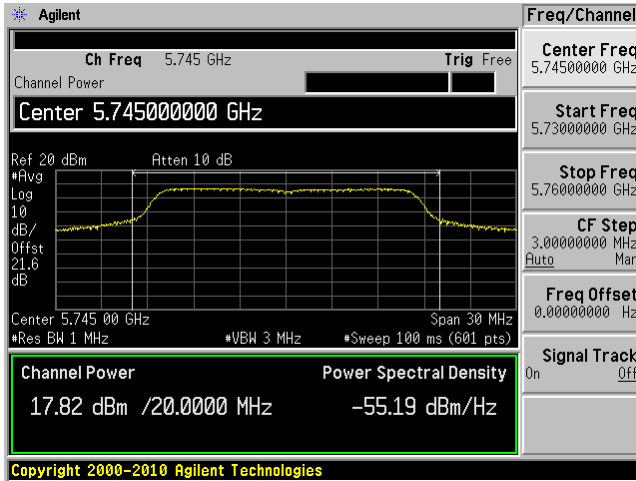 Agilent
Freq/Channel
Ch Freq 5.745 GHz Trig Free
Channel Power
Center 5.745000000 GHz
Ref 20 dBm Atten 10 dB
#Avg
Log
10
dB/
Offst
21.6
dB
Center 5.745 00 GHz Span 30 MHz
#Res BW 1 MHz #VBW 3 MHz #Sweep 100 ms (601 pts)
Channel Power Power Spectral Density
17.82 dBm /20.0000 MHz -55.19 dBm/Hz
Copyright 2000-2010 Agilent Technologies
Center Freq
5.74500000 GHz
Start Freq
5.73000000 GHz
Stop Freq
5.76000000 GHz
CF Step
3.00000000 MHz
Auto Man
Freq Offset
0.00000000 Hz
Signal Track
On Off